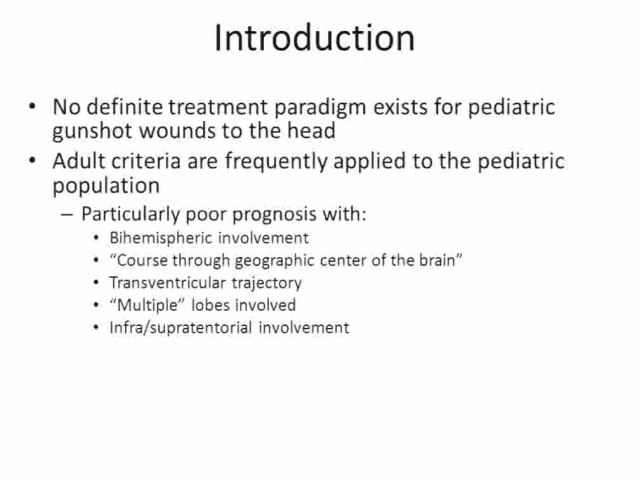 Introduction
• No definite treatment paradigm exists for pediatric
gunshot wounds to the head
• Adult criteria are frequently applied to the pediatric
population
– Particularly poor prognosis with:
• Bihemispheric involvement
• “Course through geographic center of the brain”
• Transventricular trajectory
• “Multiple” lobes involved
• Infra/supratentorial involvement